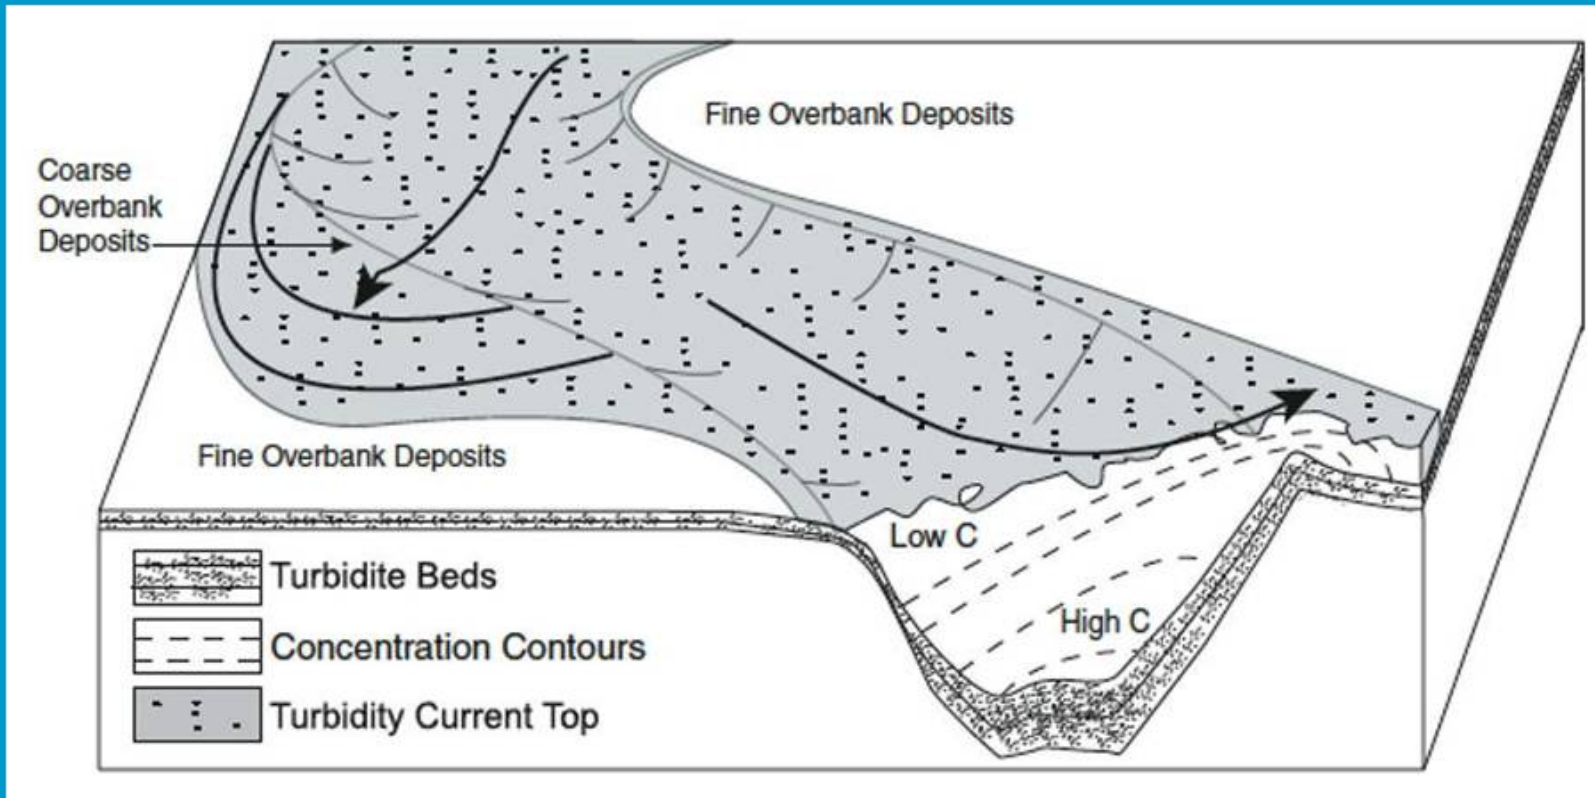 Fine Overbank Deposits
Coarse
Overbank
Deposits
Fine Overbank Deposits
Low C
High C
Turbidite Beds
Concentration Contours
Turbidity Current Top